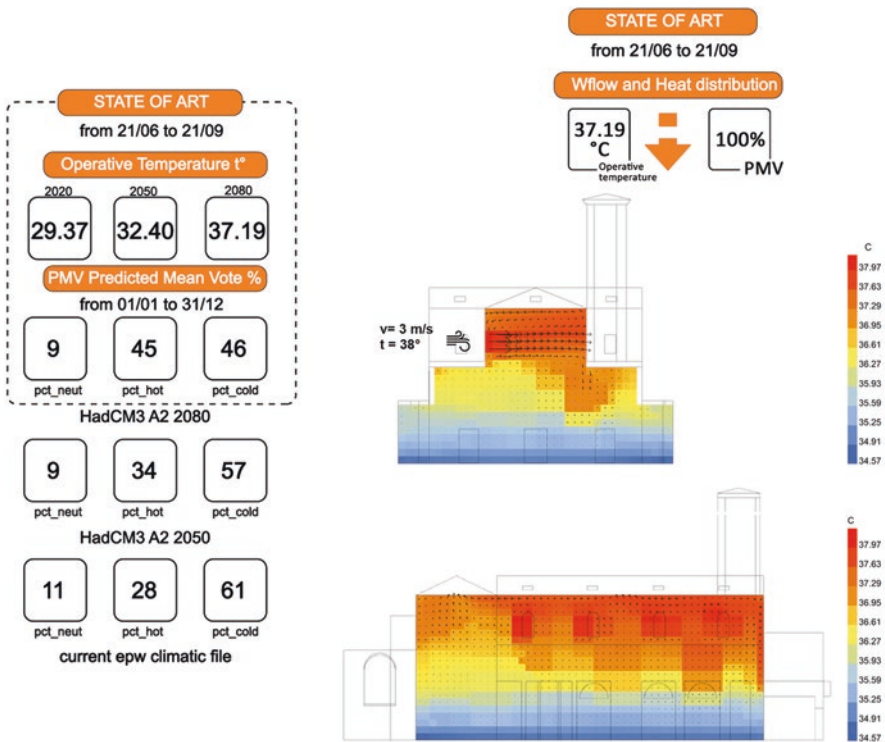 STATE OF ART
from 21/06 to 21/09
Operative Temperature t°
2020 2050 2080
29.37 32.40 37.19
PMV Predicted Mean Vote %
from 01/01 to 31/12
9 45 46
pct_neut pct_hot pct_cold
HadCM3 A2 2080
9 34 57
pct_neut pct_hot pct_cold
HadCM3 A2 2050
11 28 61
pct_neut pct_hot pct_cold
current epw climatic file
STATE OF ART
from 21/06 to 21/09
Wflow and Heat distribution
37.19
°C
Operative
temperature
100%
PMV
v= 3 m/s
t = 38°
C
37.97
37.63
37.29
36.95
36.61
36.27
35.93
35.59
35.25
34.91
34.57
C
37.97
37.63
37.29
36.95
36.61
36.27
35.93
35.59
35.25
34.91
34.57